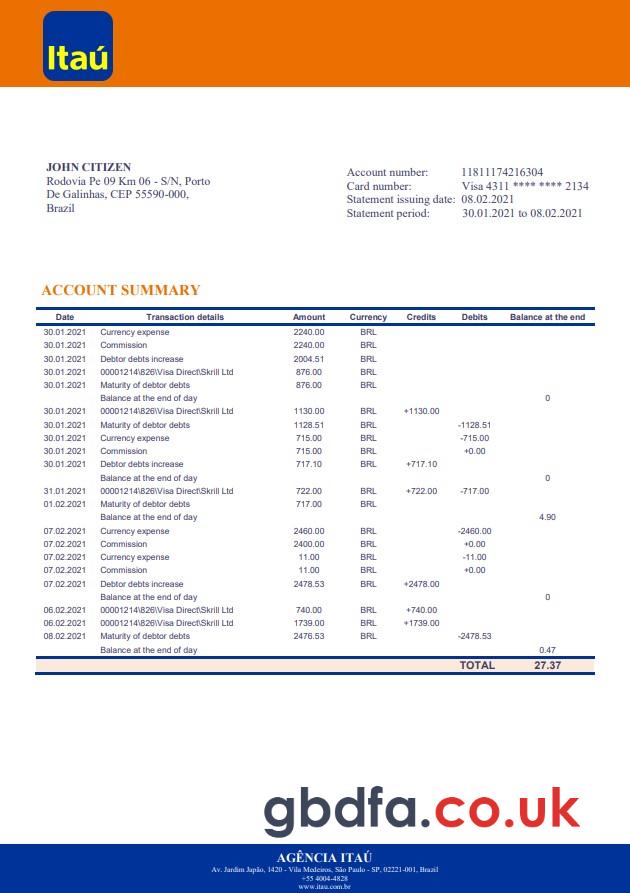 Itaú
JOHN CITIZEN
Rodovia Pe 09 Km 06 - S/N, Porto
De Galinhas, CEP 55590-000,
Brazil
Account number: 11811174216304
Card number: Visa 4311 **** **** 2134
Statement issuing date: 08.02.2021
Statement period: 30.01.2021 to 08.02.2021
ACCOUNT SUMMARY
Date Transaction details Amount Currency Credits Debits Balance at the end
30.01.2021 Currency expense 2240.00 BRL
30.01.2021 Commission 2240.00 BRL
30.01.2021 Debtor debts increase 2004.51 BRL
30.01.2021 00001214\826\Visa Direct\Skrill Ltd 876.00 BRL
30.01.2021 Maturity of debtor debts 876.00 BRL
Balance at the end of day 0
30.01.2021 00001214\826\Visa Direct\Skrill Ltd 1130.00 BRL +1130.00
30.01.2021 Maturity of debtor debts 1128.51 BRL -1128.51
30.01.2021 Currency expense 715.00 BRL -715.00
30.01.2021 Commission 715.00 BRL +0.00
30.01.2021 Debtor debts increase 717.10 BRL +717.10
Balance at the end of day 0
31.01.2021 00001214\826\Visa Direct\Skrill Ltd 722.00 BRL +722.00 -717.00
01.02.2021 Maturity of debtor debts 717.00 BRL
Balance at the end of day 4.90
07.02.2021 Currency expense 2460.00 BRL -2460.00
07.02.2021 Commission 2400.00 BRL +0.00
07.02.2021 Currency expense 11.00 BRL -11.00
07.02.2021 Commission 11.00 BRL +0.00
07.02.2021 Debtor debts increase 2478.53 BRL +2478.00
Balance at the end of day 0
06.02.2021 00001214\826\Visa Direct\Skrill Ltd 740.00 BRL +740.00
06.02.2021 00001214\826\Visa Direct\Skrill Ltd 1739.00 BRL +1739.00
08.02.2021 Maturity of debtor debts 2476.53 BRL -2478.53
Balance at the end of day 0.47
TOTAL 27.37
gbdfa.co.uk
AGÊNCIA ITAÚ
Av. Jardim Japão, 1420 - Vila Medeiros, São Paulo - SP, 02221-001, Brazil
+55 4004-4828
www.itau.com.br